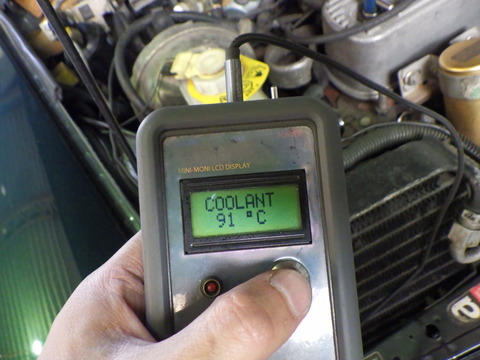 MINI-MONI LCD DISPLAY
COOLANT
91 °C